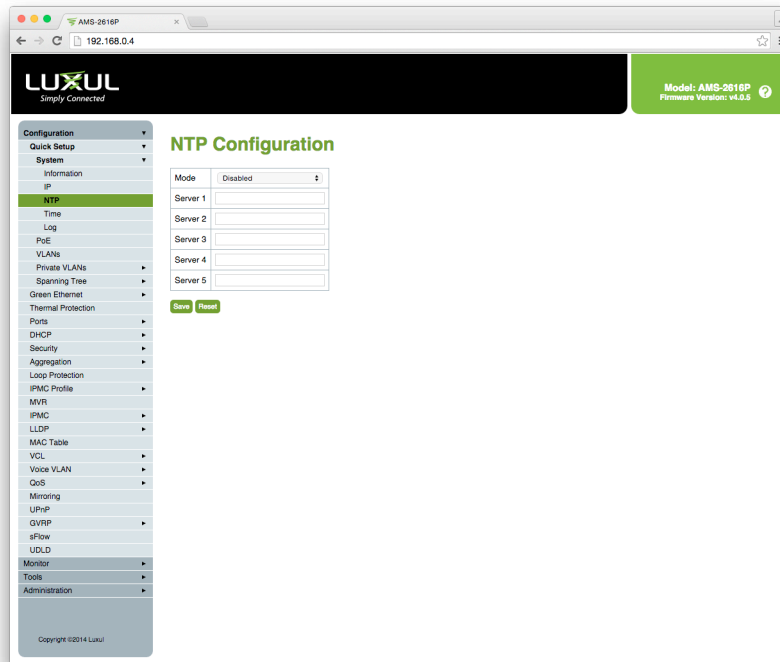 AMS-2616P
192.168.0.4
LUXUL
Simply Connected
Model: AMS-2616P
Firmware Version: v4.0.5
?
Configuration
Quick Setup
System
Information
IP
NTP
Time
Log
PoE
VLANs
Private VLANs
Spanning Tree
Green Ethernet
Thermal Protection
Ports
DHCP
Security
Aggregation
Loop Protection
IPMC Profile
MVR
IPMC
LLDP
MAC Table
VCL
Voice VLAN
QoS
Mirroring
UPnP
GVRP
sFlow
UDLD
Monitor
Tools
Administration
Copyright ©2014 Luxul
NTP Configuration
Mode Disabled
Server 1
Server 2
Server 3
Server 4
Server 5
Save Reset